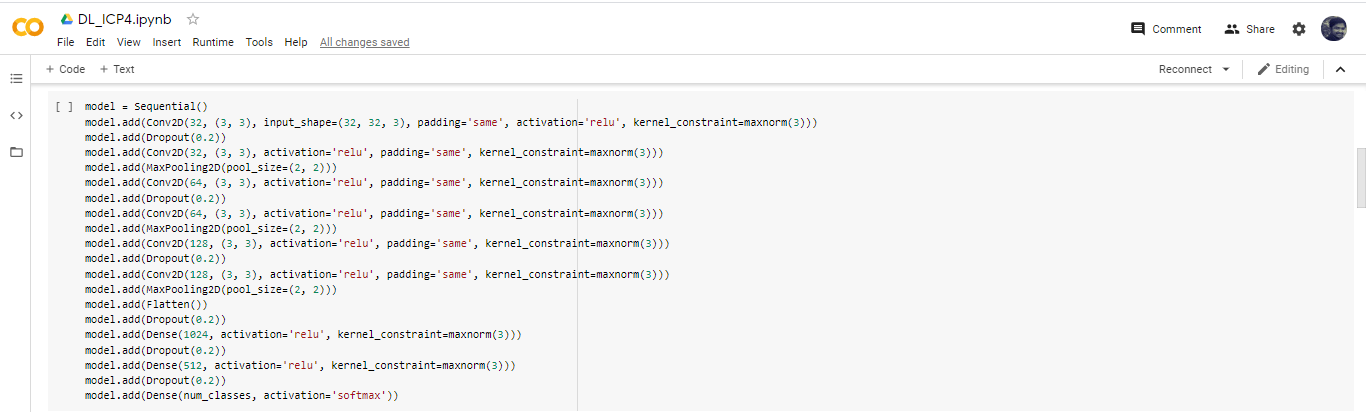 DL_ICP4.ipynb
File Edit View Insert Runtime Tools Help All changes saved
Comment Share
+ Code + Text
Reconnect Editing
[ ] model = Sequential()
model.add(Conv2D(32, (3, 3), input_shape=(32, 32, 3), padding='same', activation='relu', kernel_constraint=maxnorm(3)))
model.add(Dropout(0.2))
model.add(Conv2D(32, (3, 3), activation='relu', padding='same', kernel_constraint=maxnorm(3)))
model.add(MaxPooling2D(pool_size=(2, 2)))
model.add(Conv2D(64, (3, 3), activation='relu', padding='same', kernel_constraint=maxnorm(3)))
model.add(Dropout(0.2))
model.add(Conv2D(64, (3, 3), activation='relu', padding='same', kernel_constraint=maxnorm(3)))
model.add(MaxPooling2D(pool_size=(2, 2)))
model.add(Conv2D(128, (3, 3), activation='relu', padding='same', kernel_constraint=maxnorm(3)))
model.add(Dropout(0.2))
model.add(Conv2D(128, (3, 3), activation='relu', padding='same', kernel_constraint=maxnorm(3)))
model.add(MaxPooling2D(pool_size=(2, 2)))
model.add(Flatten())
model.add(Dropout(0.2))
model.add(Dense(1024, activation='relu', kernel_constraint=maxnorm(3)))
model.add(Dropout(0.2))
model.add(Dense(512, activation='relu', kernel_constraint=maxnorm(3)))
model.add(Dropout(0.2))
model.add(Dense(num_classes, activation='softmax'))